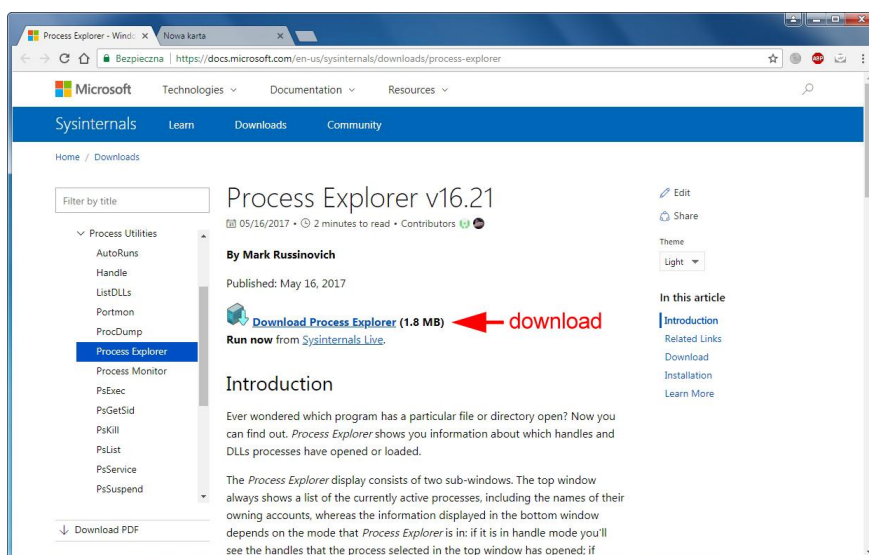 Process Explorer - Windo
Nowa karta
Bezpieczna | https://docs.microsoft.com/en-us/sysinternals/downloads/process-explorer
ABP
Microsoft Technologies Documentation Resources
Sysinternals Learn Downloads Community
Home / Downloads
Filter by title
Process Utilities
AutoRuns
Handle
ListDLLs
Portmon
ProcDump
Process Explorer
Process Monitor
PsExec
PsGetSid
PsKill
PsList
PsService
PsSuspend
Download PDF
Process Explorer v16.21
05/16/2017 • 2 minutes to read • Contributors
By Mark Russinovich
Published: May 16, 2017
Download Process Explorer (1.8 MB)
download
Run now from Sysinternals Live.
Introduction
Ever wondered which program has a particular file or directory open? Now you
can find out. Process Explorer shows you information about which handles and
DLLs processes have opened or loaded.
The Process Explorer display consists of two sub-windows. The top window
always shows a list of the currently active processes, including the names of their
owning accounts, whereas the information displayed in the bottom window
depends on the mode that Process Explorer is in: if it is in handle mode you'll
see the handles that the process selected in the top window has opened; if
Edit
Share
Theme
Light
In this article
Introduction
Related Links
Download
Installation
Learn More